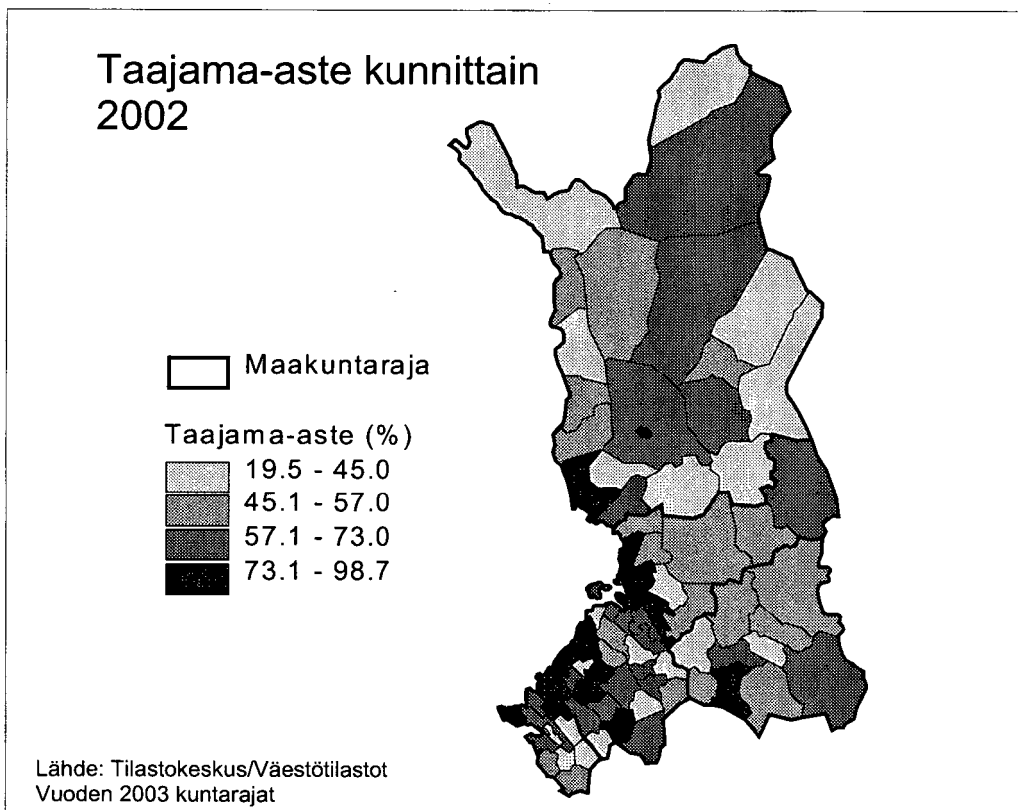 Taajama-aste kunnittain
2002
Maakuntaraja
Taajama-aste (%)
19.5 - 45.0
45.1 - 57.0
57.1 - 73.0
73.1 - 98.7
Lähde: Tilastokeskus/Väestötilastot
Vuoden 2003 kuntarajat